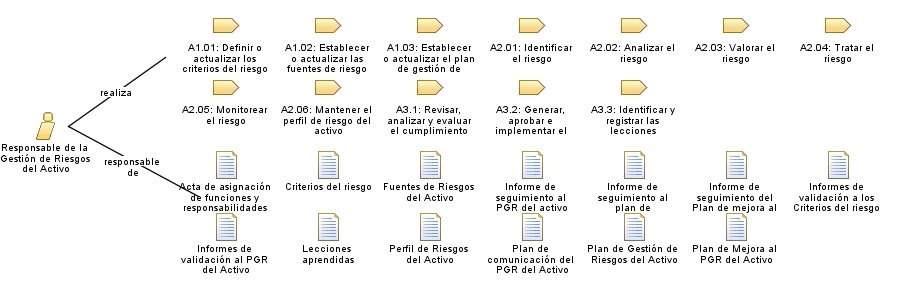 A1.01: Definir o
actualizar los
criterios del riesgo
A1.02: Establecer
o actualizar las
fuentes de riesgo
A1.03: Establecer
o actualizar el plan
de gestión de
A2.01: Identificar
el riesgo
A2.02: Analizar el
riesgo
A2.03: Valorar el
riesgo
A2.04: Tratar el
riesgo
realiza
A2.05: Monitorear
el riesgo
A2.06: Mantener el
perfil de riesgo del
activo
A3.1: Revisar,
analizar y evaluar
el cumplimiento
A3.2: Generar,
aprobar e
implementar el
A3.3: Identificar y
registrar las
lecciones
Responsable de la
Gestión de Riesgos
del Activo
responsable
de
Acta de asignación
de funciones y
responsabilidades
Criterios del riesgo
Fuentes de Riesgos
del Activo
Informe de
seguimiento al
PGR del activo
Informe de
seguimiento al
plan de
Informe de
seguimiento del
Plan de mejora al
Informes de
validación a los
Criterios del riesgo
Informes de
validación al PGR
del Activo
Lecciones
aprendidas
Perfil de Riesgos
del Activo
Plan de
comunicación del
PGR del Activo
Plan de Gestión de
Riesgos del Activo
Plan de Mejora al
PGR del Activo